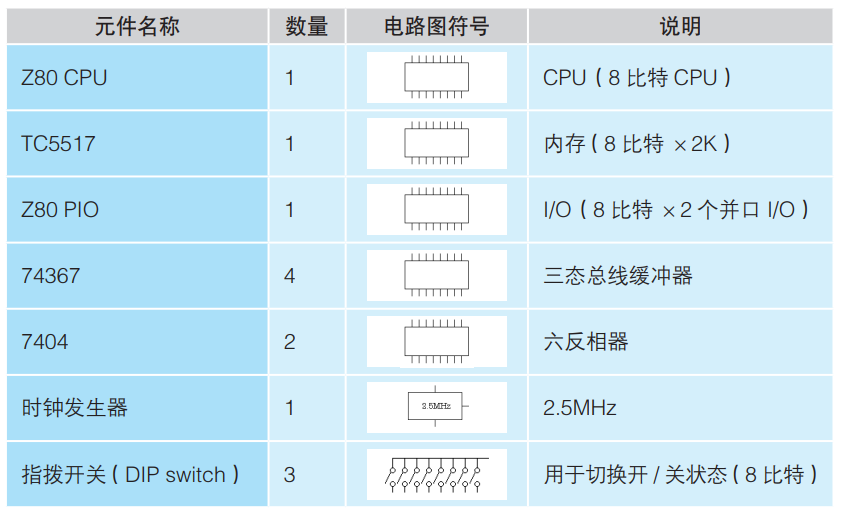 元件名称 数量 电路图符号 说明
Z80 CPU 1 CPU（8 比特 CPU）
TC5517 1 内存（8 比特 ×2K）
Z80 PIO 1 I/O（8 比特 ×2 个并口 I/O）
74367 4 三态总线缓冲器
7404 2 六反相器
时钟发生器 1 2.5MHz 2.5MHz
指拨开关（DIP switch） 3 用于切换开 / 关状态（8 比特）